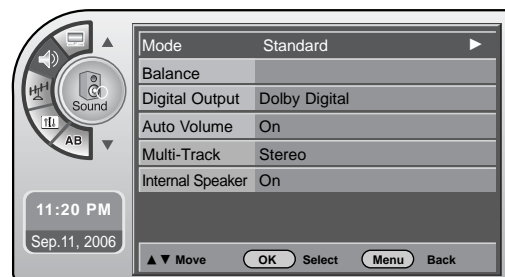 Sound
AB
11:20 PM
Sep.11, 2006
Mode Standard ►
Balance
Digital Output Dolby Digital
Auto Volume On
Multi-Track Stereo
Internal Speaker On
▲▼ Move OK Select Menu Back